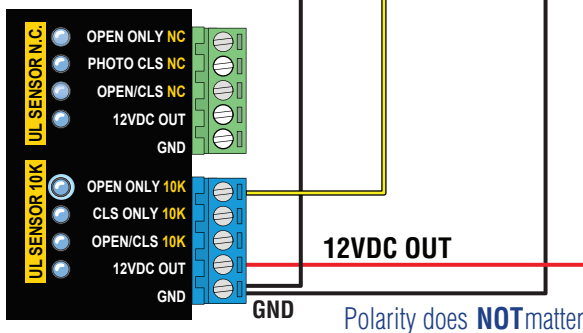 UL SENSOR N.C.
OPEN ONLY NC
PHOTO CLS NC
OPEN/CLS NC
12VDC OUT
GND
UL SENSOR 10K
OPEN ONLY 10K
CLS ONLY 10K
OPEN/CLS 10K
12VDC OUT
GND
12VDC OUT
GND
Polarity does NOT matter